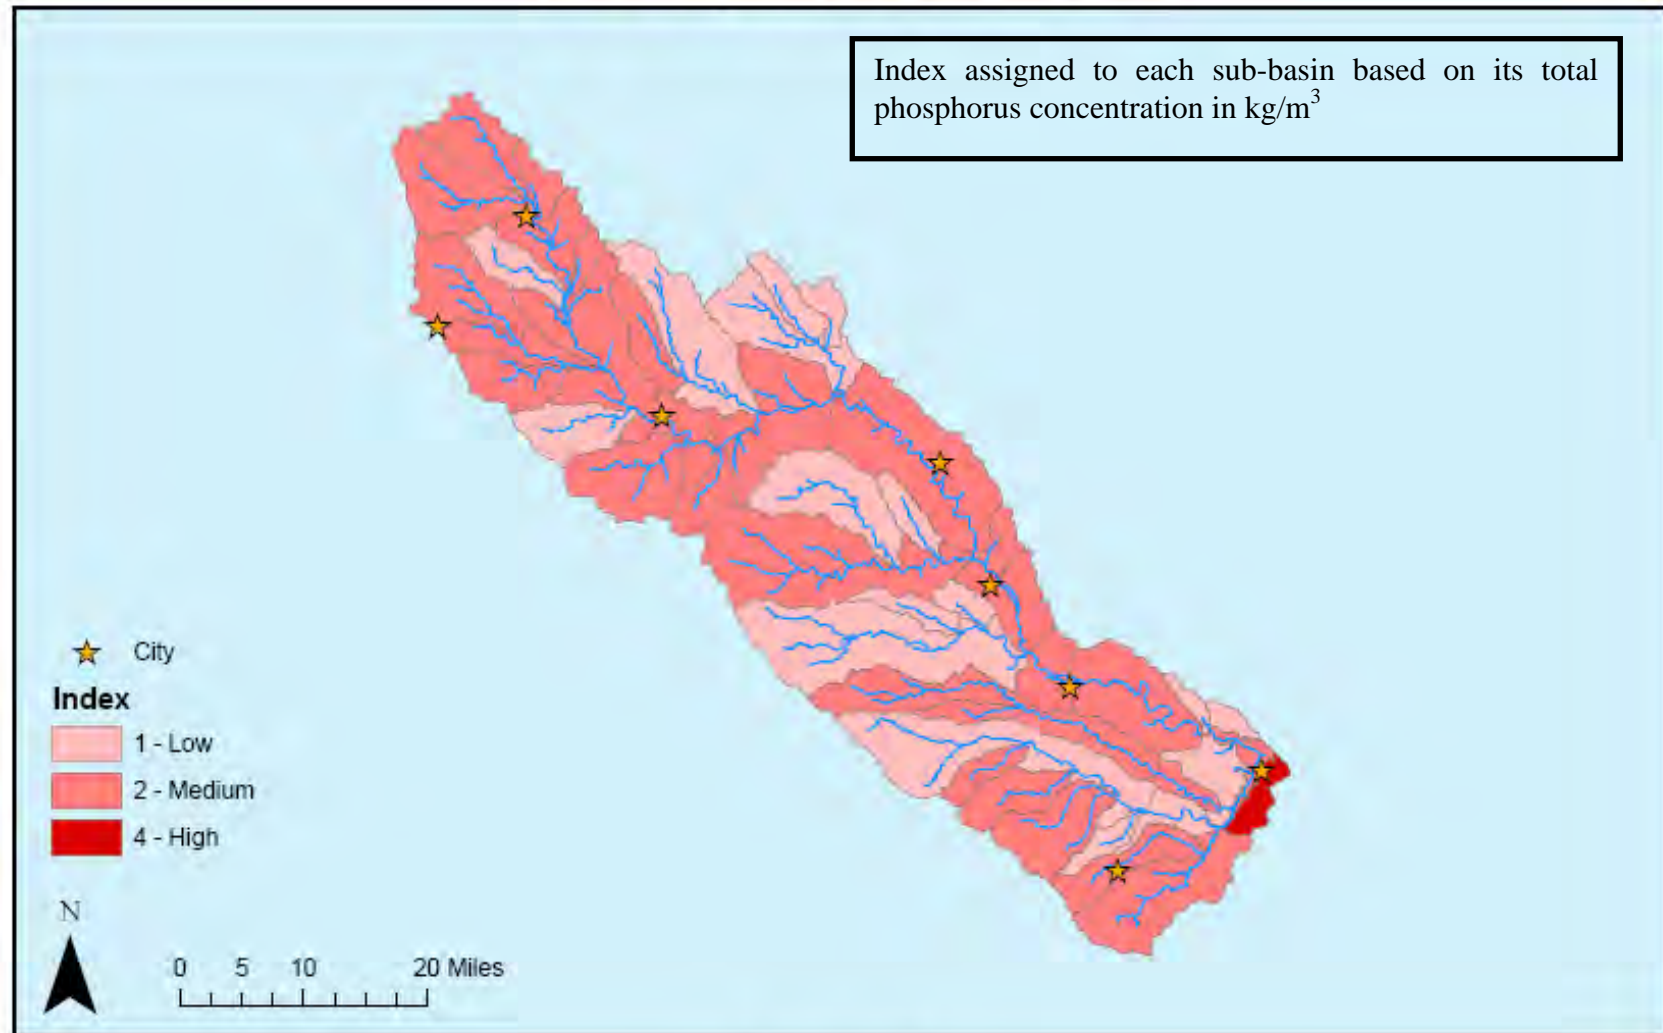 Index assigned to each sub-basin based on its total
phosphorus concentration in kg/m³
City
Index
1 - Low
2 - Medium
4 - High
N
0 5 10 20 Miles